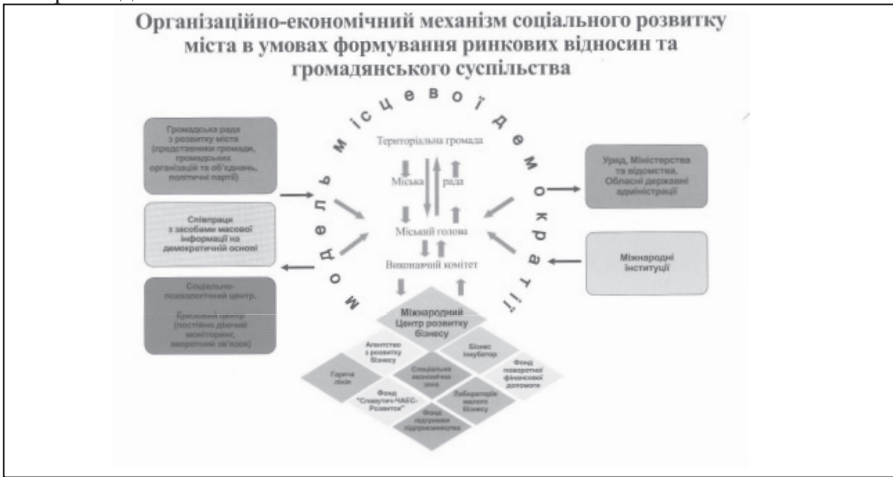 Організаційно-економічний механізм соціального розвитку
міста в умовах формування ринкових відносин та
громадянського суспільства
Модель місцевої демократії
Громадська рада
з розвитку міста
(представники громади,
громадських
організацій та об'єднань,
політичні партії)
Співпраця
з засобами масової
інформації на
демократичній основі
Соціально-
психологічний центр.
Кризовий центр
(постійно діючий
моніторинг,
зворотний зв'язок)
Територіальна громада
Міська рада
Міський голова
Виконавчий комітет
Уряд, Міністерства
та відомства,
Обласні державні
адміністрації
Міжнародні
інституції
Міжнародний
Центр розвитку
бізнесу
Агентство
з розвитку
бізнесу
Бізнес
інкубатор
Гаряча
лінія
Спеціальна
економічна
зона
Фонд
поворотної
фінансової
допомоги
Фонд
"Славутич-ЧАЕС-
Розвиток"
Лабораторія
малого
бізнесу
Фонд
підтримки
підприємництва